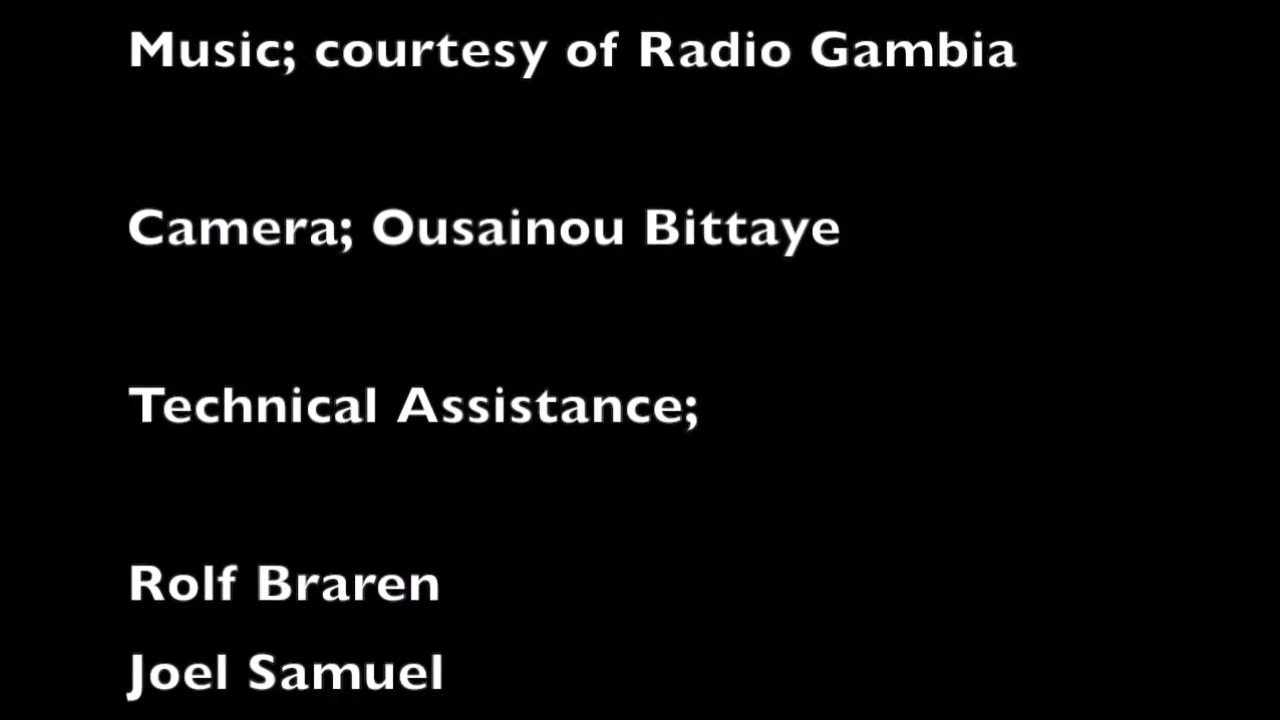 Music; courtesy of Radio Gambia
Camera; Ousainou Bittaye
Technical Assistance;
Rolf Braren
Joel Samuel